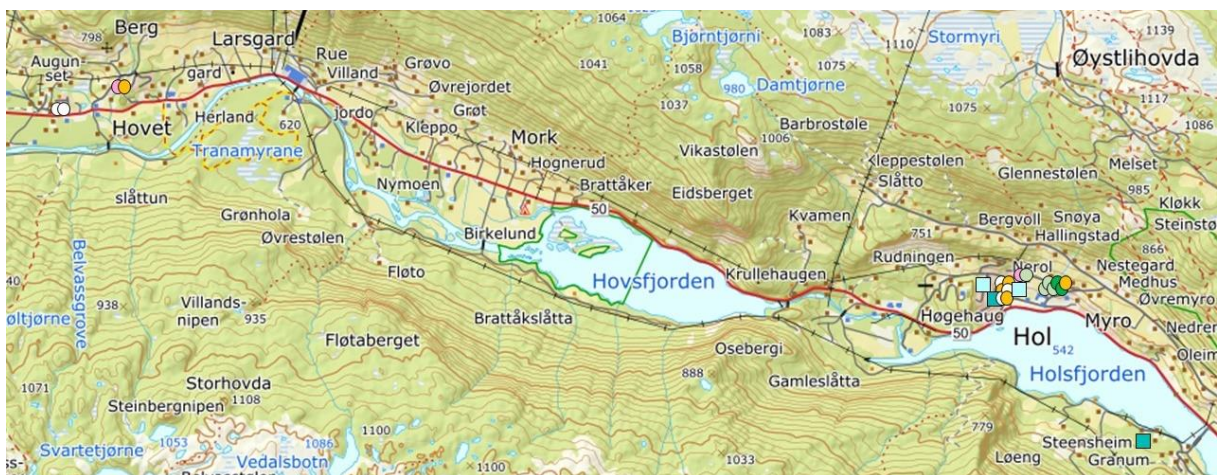 1064
Bjørntjørni
Stormyri
1139
Berg
798
Larsgard
1083
1110
Øystlihovda
Rue
Villand
Grøvo
1041
1058
1075
Augun-
set
gard
Øvrejordet
980
Damtjørne
1075
1117
Hovet
Herland
620
jordo
Grøt
Kleppo
1037
Barbrostøle
1086
Tranamyrane
Mork
1006
Hognerud
Vikastølen
Kleppestølen
Slåtto
Glennestølen
Melset
985
slåttun
Nymoen
Brattåker
Eidsberget
Kløkk
Grønhola
50
Kvamen
Bergvoll
Snøya
Hallingstad
Steinstø
Øvrestølen
Birkelund
751
866
Belvassgrove
Rudningen
Nerol
Nestegard
Medhus
Fløto
Hovsfjorden
Krullehaugen
Øvremyro
938
Villands-
nipen
935
øltjørne
Brattåkslåtta
Høgehaug
50
Hol
Myro
Nedrer
Fløtaberget
Osebergi
542
Oleim
Holsfjorden
1071
Storhovda
1108
888
Gamleslåtta
Steinbergnipen
779
Svartetjørne
1053
1086
1100
Steensheim
Vedalsbotn
1100
1033
Løeng
Granum